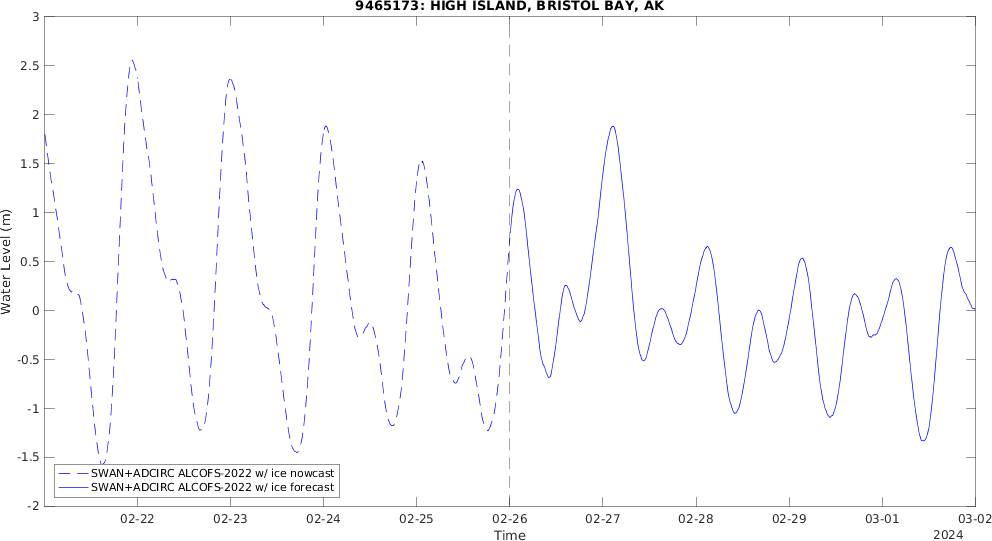 9465173: HIGH ISLAND, BRISTOL BAY, AK
3
2.5
2
1.5
1
0.5
0
-0.5
-1
-1.5
-2
Water Level (m)
SWAN+ADCIRC ALCOFS-2022 w/ ice nowcast
SWAN+ADCIRC ALCOFS-2022 w/ ice forecast
02-22 02-23 02-24 02-25 02-26 02-27 02-28 02-29 03-01 03-02
Time
2024